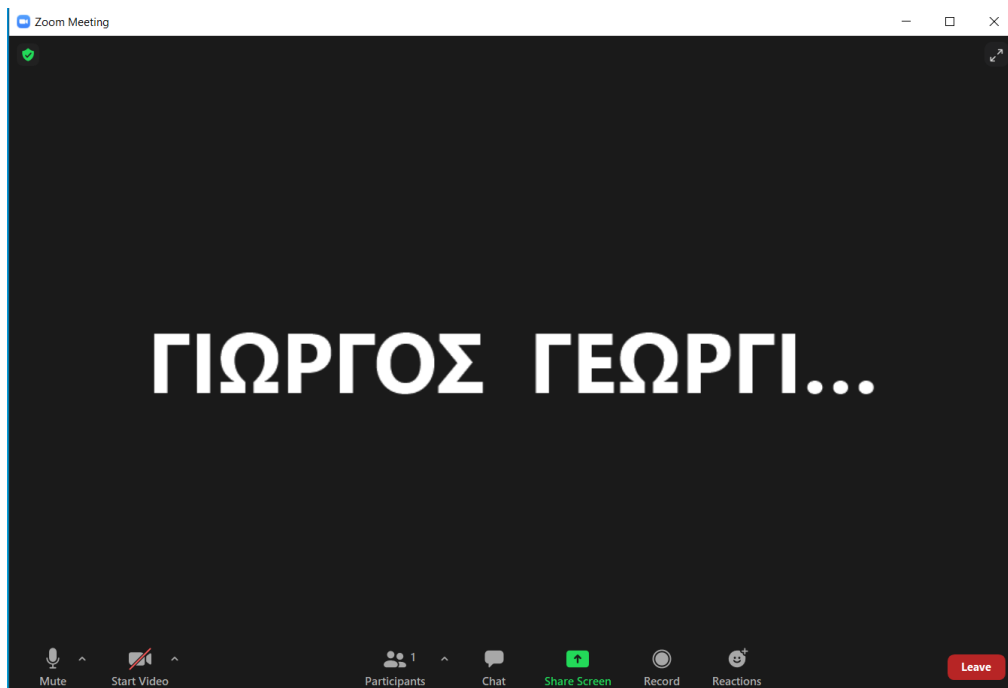 Zoom Meeting
ΓΙΩΡΓΟΣ ΓΕΩΡΓΙ...
1
Mute Start Video Participants Chat Share Screen Record Reactions Leave